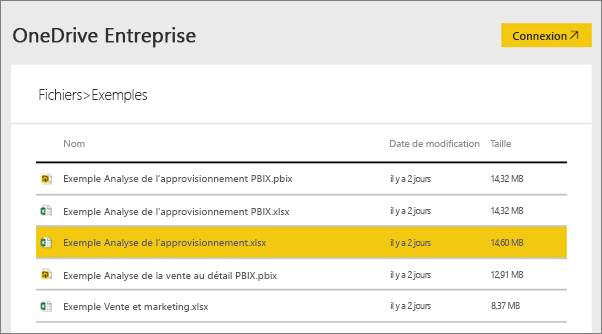 OneDrive Entreprise
Connexion
Fichiers>Exemples
Nom Date de modification Taille
Exemple Analyse de l'approvisionnement PBIX.pbix il y a 2 jours 14,32 MB
Exemple Analyse de l'approvisionnement PBIX.xlsx il y a 2 jours 14,32 MB
Exemple Analyse de l'approvisionnement.xlsx il y a 2 jours 14,60 MB
Exemple Analyse de la vente au détail PBIX.pbix il y a 2 jours 12,91 MB
Exemple Vente et marketing.xlsx il y a 2 jours 8,37 MB